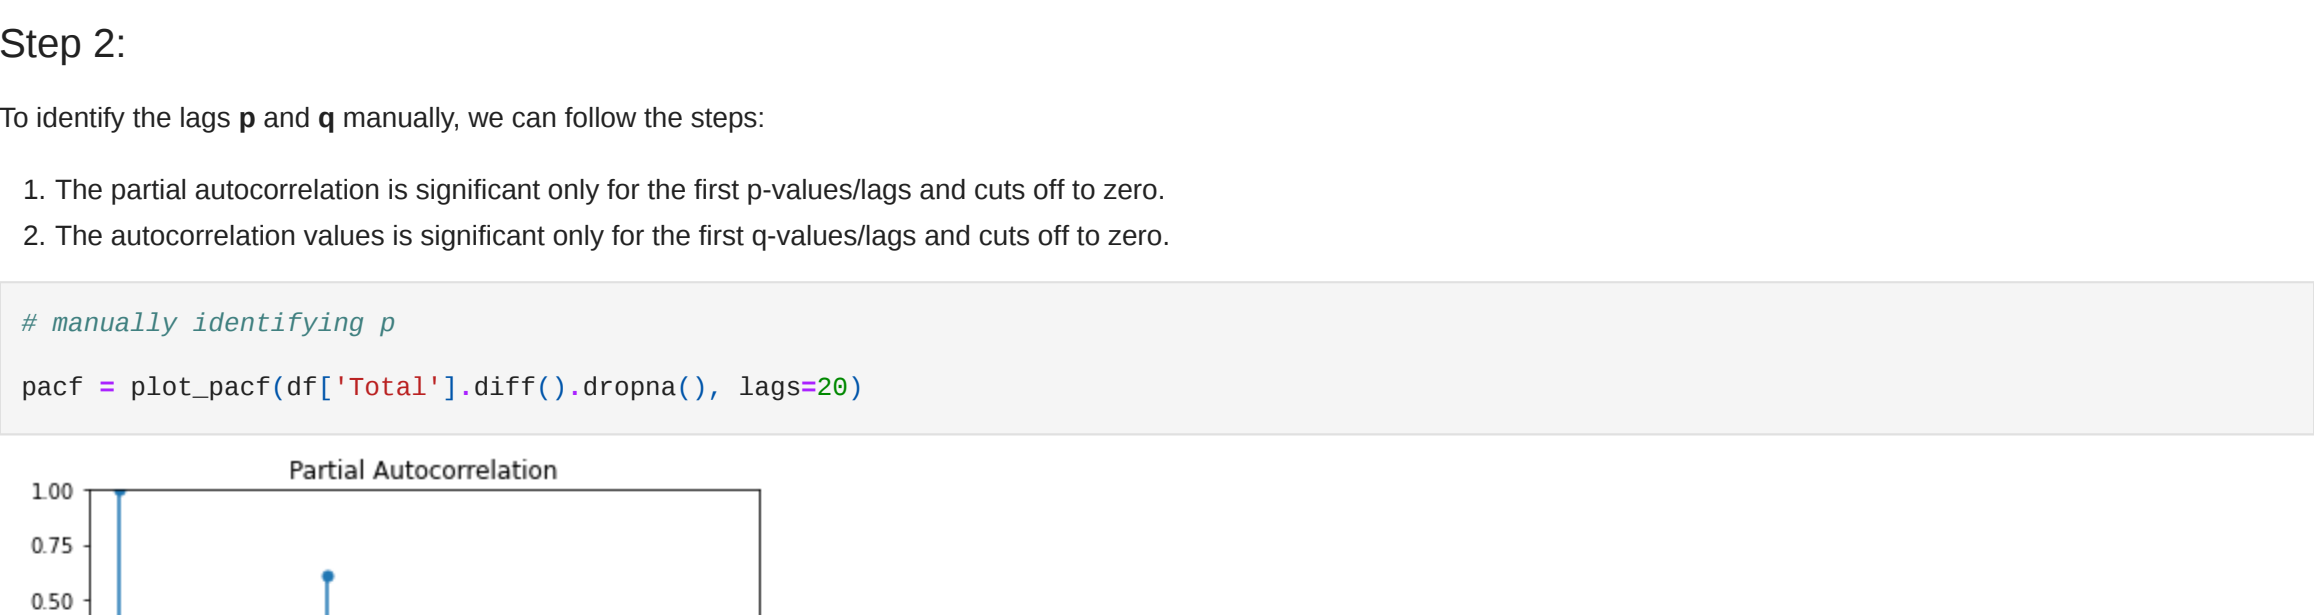 Step 2:
To identify the lags p and q manually, we can follow the steps:
1. The partial autocorrelation is significant only for the first p-values/lags and cuts off to zero.
2. The autocorrelation values is significant only for the first q-values/lags and cuts off to zero.
# manually identifying p
pacf = plot_pacf(df['Total'].diff().dropna(), lags=20)
Partial Autocorrelation
1.00
0.75
0.50